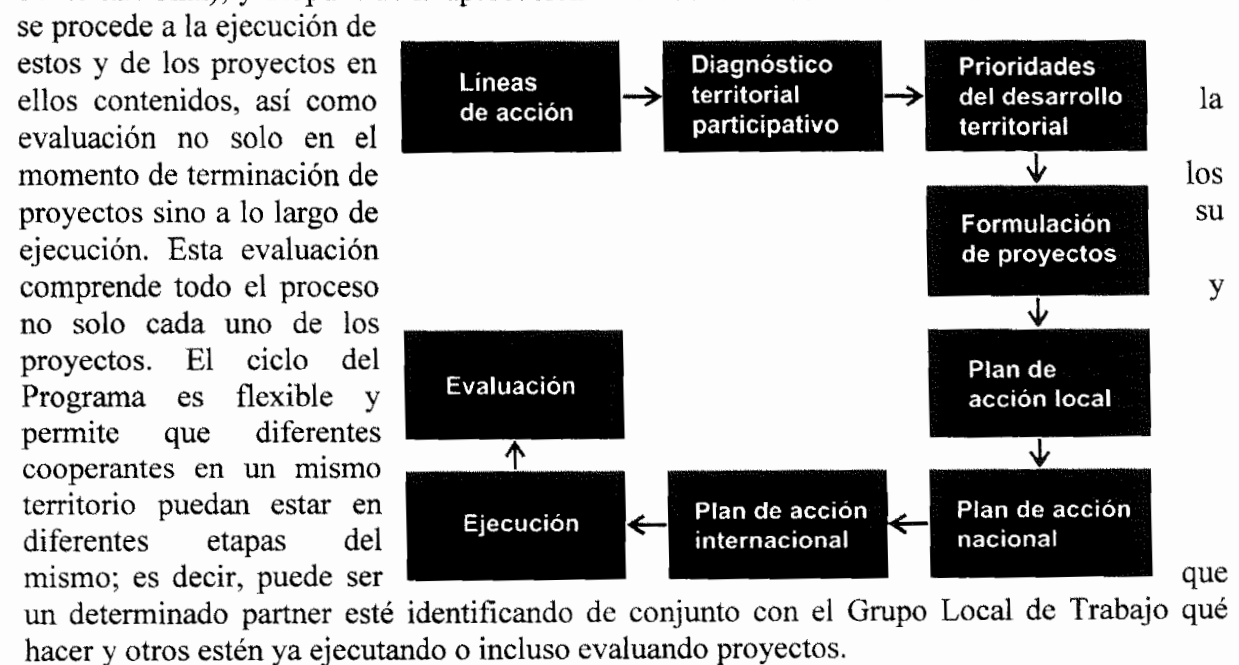 se procede a la ejecución de
estos y de los proyectos en
ellos contenidos, así como la
evaluación no solo en el
momento de terminación de los
proyectos sino a lo largo de su
ejecución. Esta evaluación
comprende todo el proceso y
no solo cada uno de los
proyectos. El ciclo del
Programa es flexible y
permite que diferentes
cooperantes en un mismo
territorio puedan estar en
diferentes etapas del
mismo; es decir, puede ser que
un determinado partner esté identificando de conjunto con el Grupo Local de Trabajo qué
hacer y otros estén ya ejecutando o incluso evaluando proyectos.
Líneas
de acción
Diagnóstico
territorial
participativo
Prioridades
del desarrollo
territorial
Formulación
de proyectos
Plan de
acción local
Plan de acción
nacional
Plan de acción
internacional
Ejecución
Evaluación